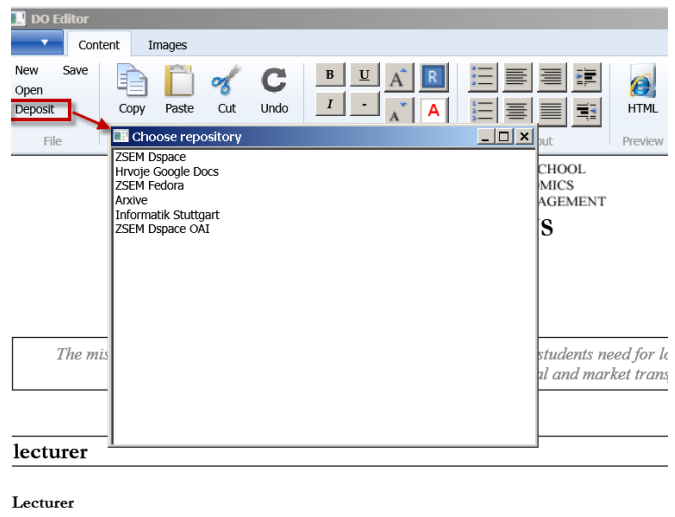 DO Editor
Content Images
New Save
Open
Deposit
Copy Paste Cut Undo
B U A R
I - A A
HTML
File
out
Preview
Choose repository
ZSEM Dspace
Hrvoje Google Docs
ZSEM Fedora
Arxive
Informatik Stuttgart
ZSEM Dspace OAI
CHOOL
MICS
AGEMENT
S
The mis
students need for lo
al and market trans
lecturer
Lecturer